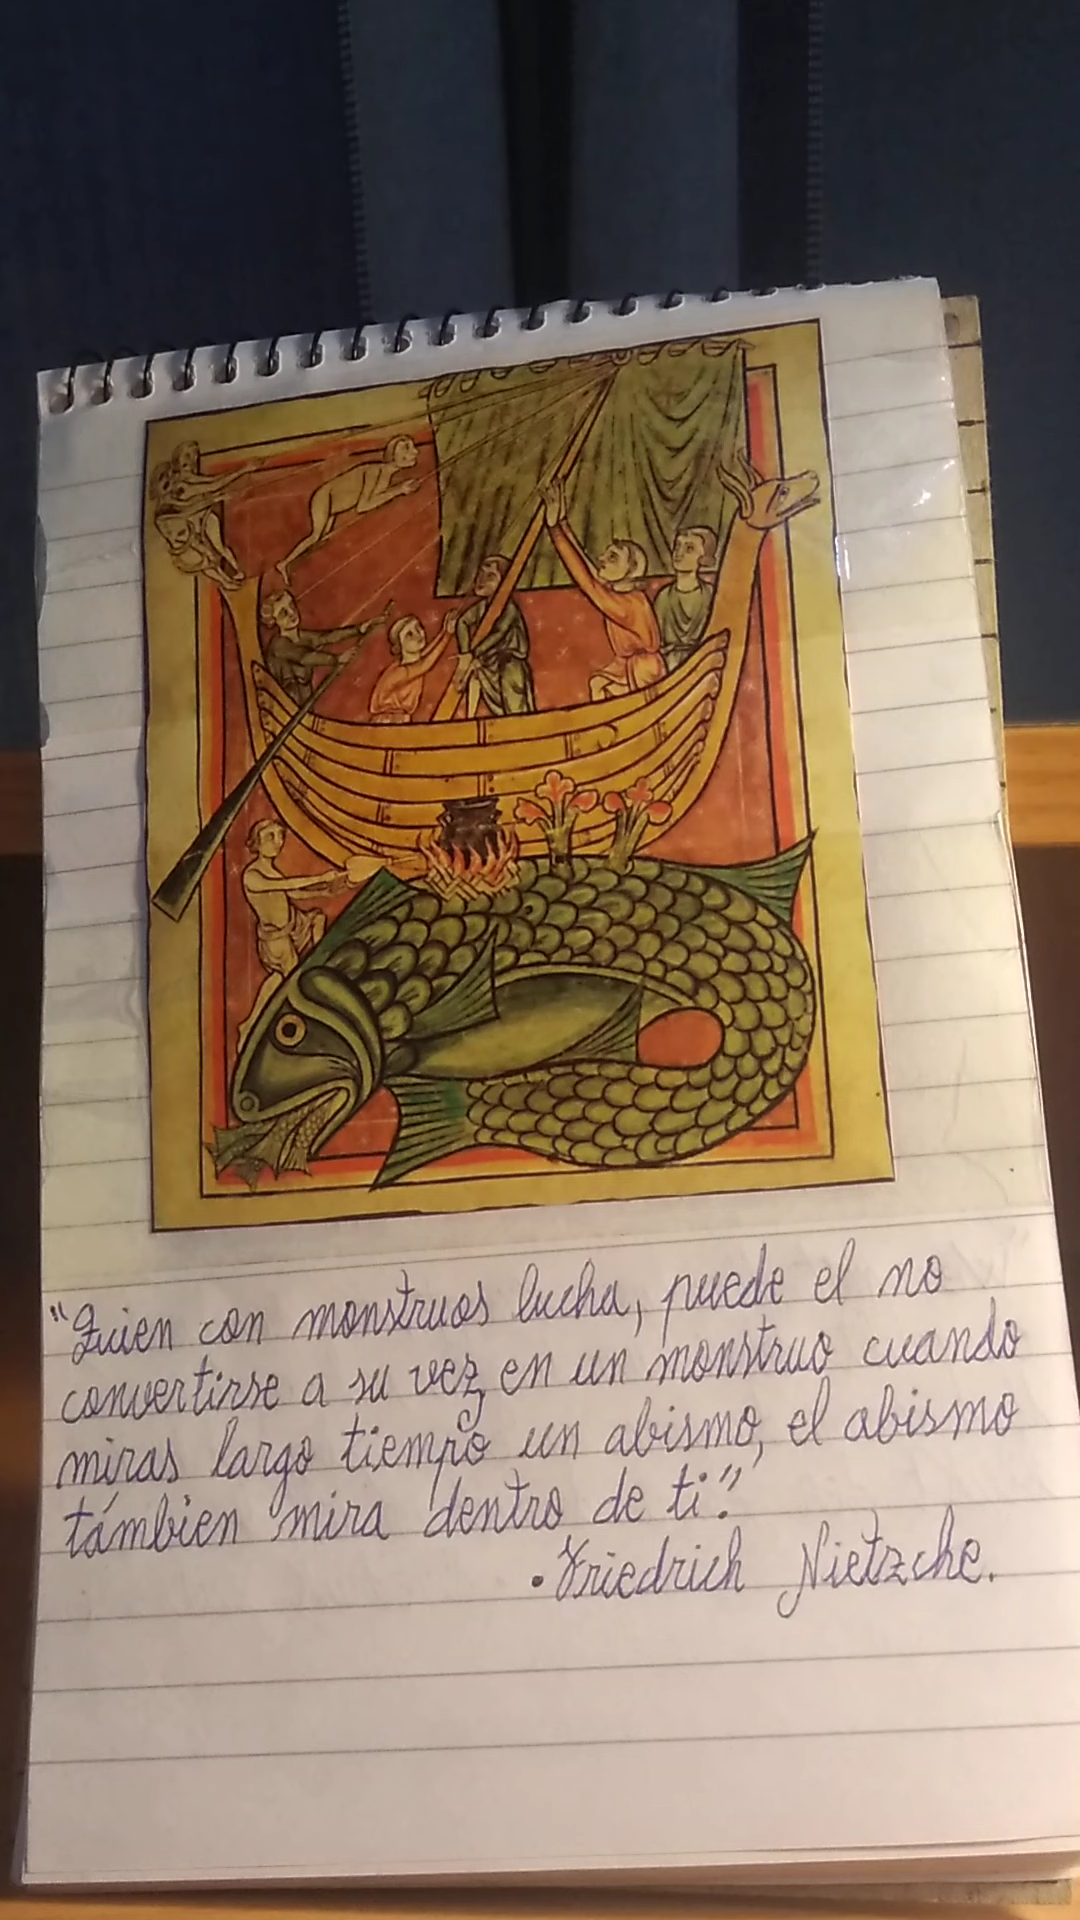 "Quien con monstruos lucha, puede el no
convertirse a su vez, en un monstruo cuando
miras largo tiempo un abismo, el abismo
támbien mira dentro de ti."
• Friedrich Nietzche.